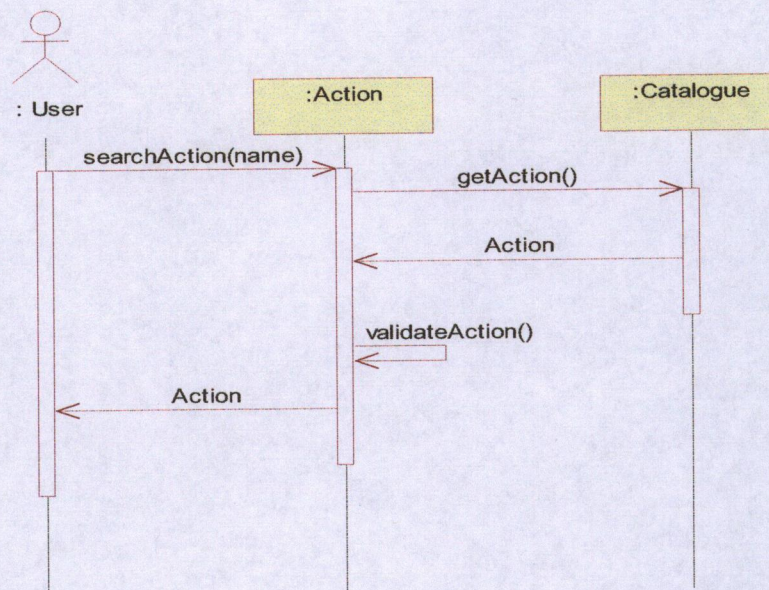 : User
:Action
:Catalogue
searchAction(name)
getAction()
Action
validateAction()
Action